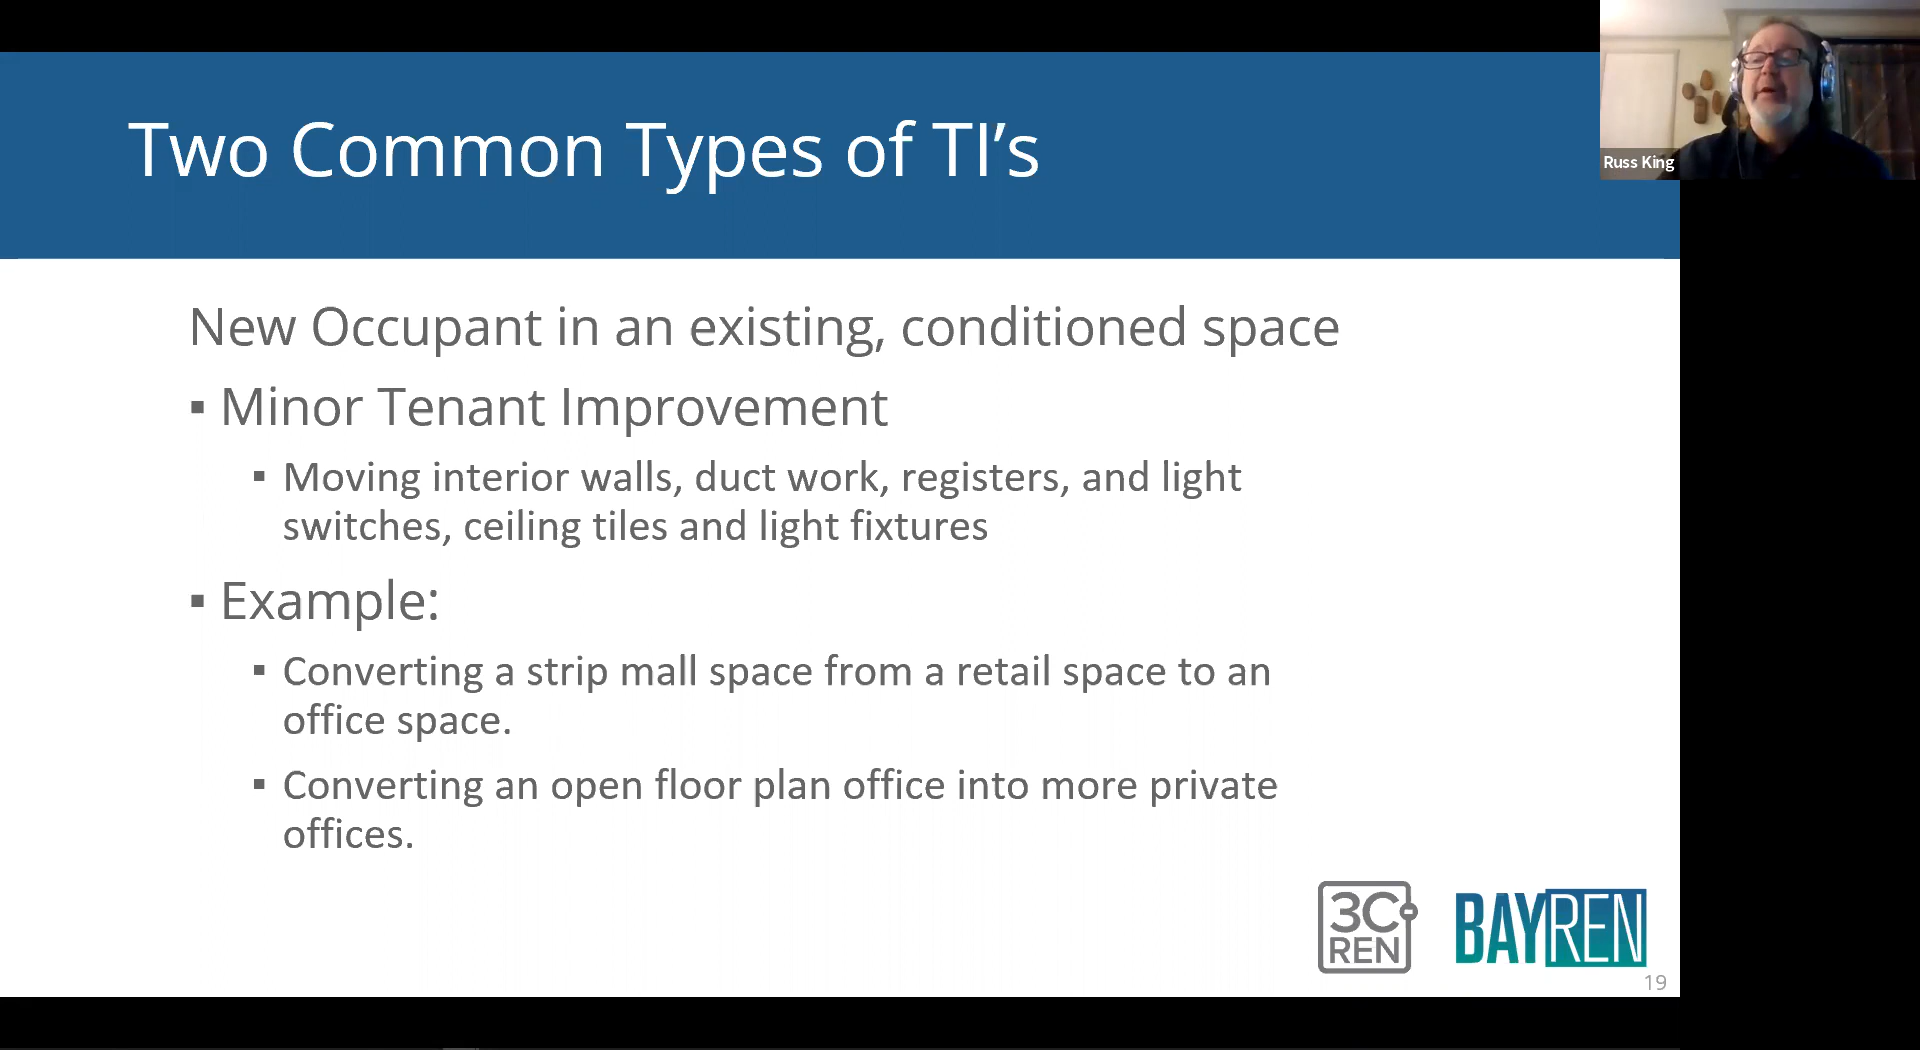 Two Common Types of TI’s
Russ King
New Occupant in an existing, conditioned space
▪ Minor Tenant Improvement
▪ Moving interior walls, duct work, registers, and light
switches, ceiling tiles and light fixtures
▪ Example:
▪ Converting a strip mall space from a retail space to an
office space.
▪ Converting an open floor plan office into more private
offices.
3C
REN
BAYREN
19